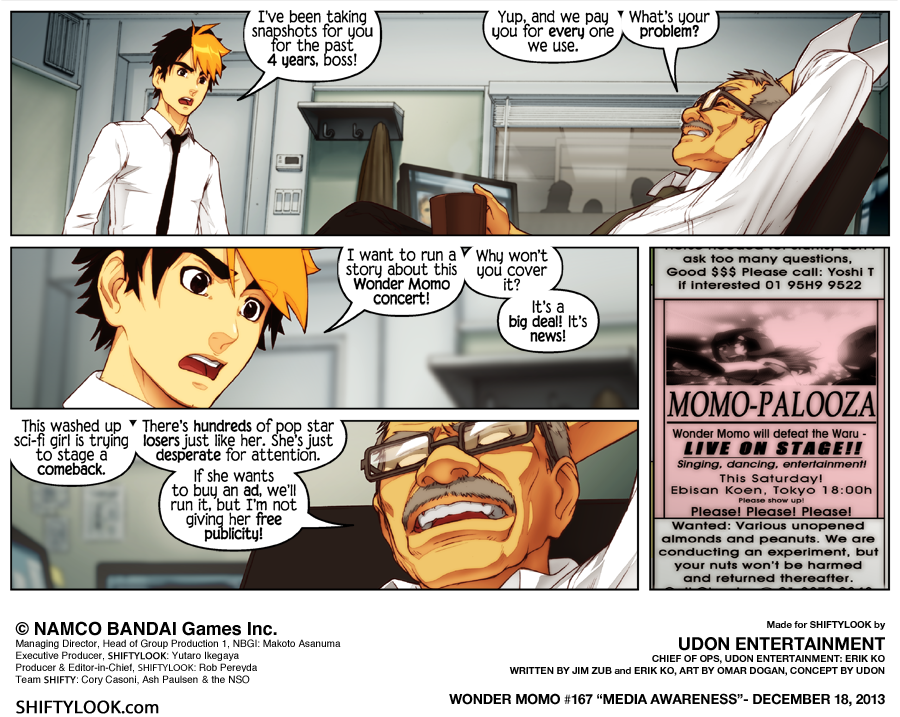 I've been taking
snapshots for you
for the past
4 years, boss!
Yup, and we pay
you for every one
we use.
What's your
problem?
I want to run a
story about this
Wonder Momo
concert!
Why won't
you cover
it?
It's a
big deal! It's
news!
ask too many questions,
Good $$$ Please call: Yoshi T
if interested 01 95H9 9522
MOMO-PALOOZA
Wonder Momo will defeat the Waru -
LIVE ON STAGE!!
Singing, dancing, entertainment!
This Saturday!
Ebisan Koen, Tokyo 18:00h
Please show up!
Please! Please! Please!
Wanted: Various unopened
almonds and peanuts. We are
conducting an experiment, but
your nuts won't be harmed
and returned thereafter.
This washed up
sci-fi girl is trying
to stage a
comeback.
There's hundreds of pop star
losers just like her. She's just
desperate for attention.
If she wants
to buy an ad, we'll
run it, but I'm not
giving her free
publicity!
© NAMCO BANDAI Games Inc.
Managing Director, Head of Group Production 1, NBGI: Makoto Asanuma
Executive Producer, SHIFTYLOOK: Yutaro Ikegaya
Producer & Editor-in-Chief, SHIFTYLOOK: Rob Pereyda
Team SHIFTY: Cory Casoni, Ash Paulsen & the NSO
SHIFTYLOOK.com
Made for SHIFTYLOOK by
UDON ENTERTAINMENT
CHIEF OF OPS, UDON ENTERTAINMENT: ERIK KO
WRITTEN BY JIM ZUB and ERIK KO, ART BY OMAR DOGAN, CONCEPT BY UDON
WONDER MOMO #167 “MEDIA AWARENESS”- DECEMBER 18, 2013